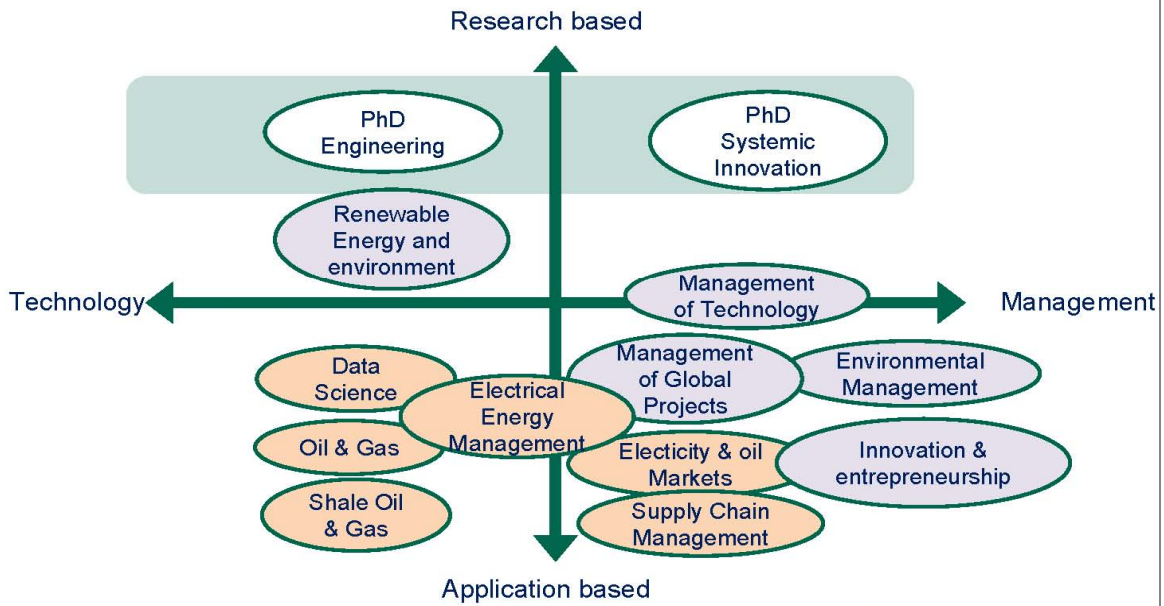 Research based
PhD
Engineering
PhD
Systemic
Innovation
Renewable
Energy and
environment
Technology
Management
of Technology
Management
Data
Science
Electrical
Energy
Management
Management
of Global
Projects
Environmental
Management
Oil & Gas
Electicity & oil
Markets
Innovation &
entrepreneurship
Shale Oil
& Gas
Supply Chain
Management
Application based